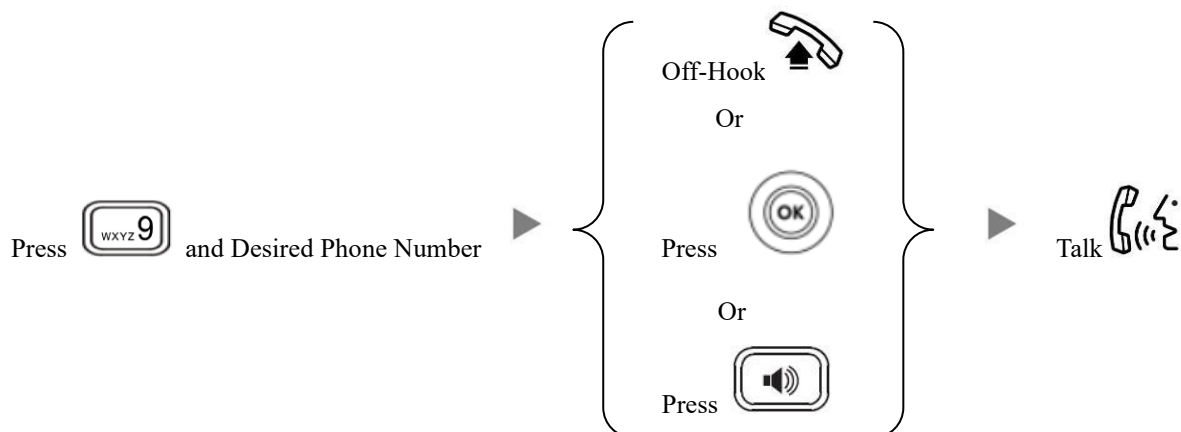 Off-Hook
Or
Press OK
Press WXYZ 9 and Desired Phone Number
Talk
Or
Press